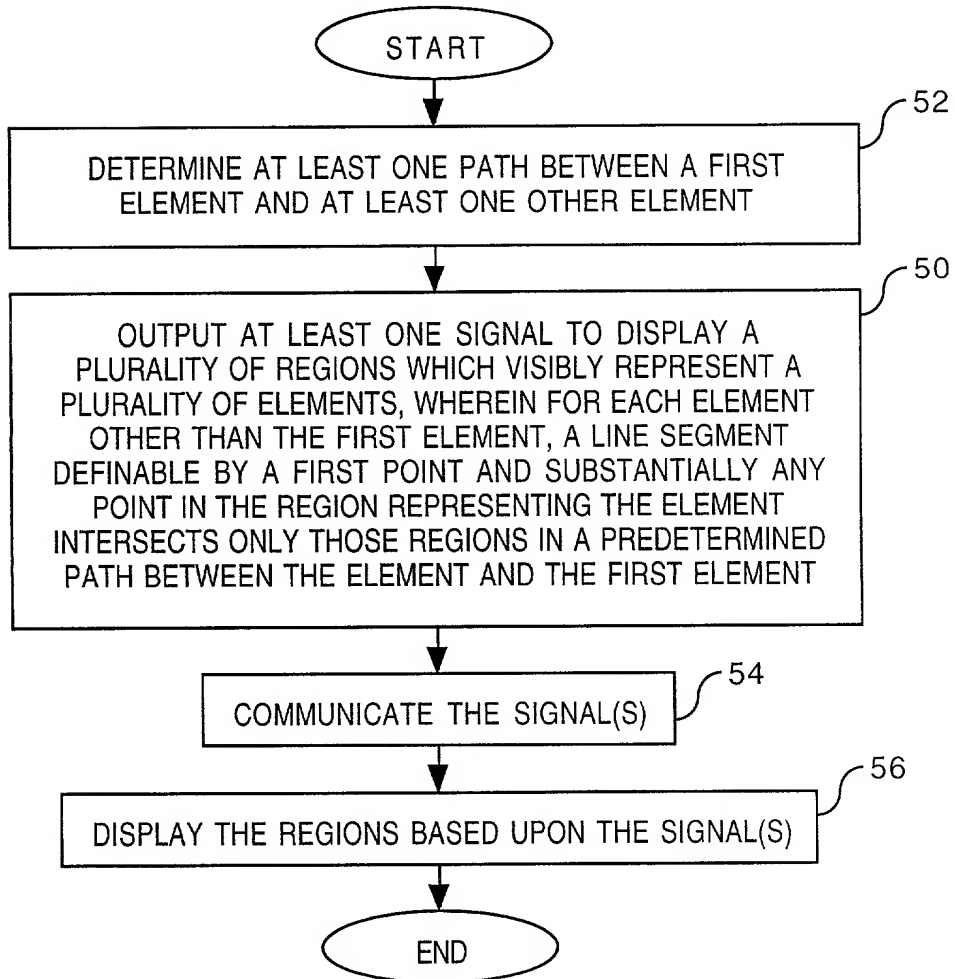 START
52
DETERMINE AT LEAST ONE PATH BETWEEN A FIRST
ELEMENT AND AT LEAST ONE OTHER ELEMENT
50
OUTPUT AT LEAST ONE SIGNAL TO DISPLAY A
PLURALITY OF REGIONS WHICH VISIBLY REPRESENT A
PLURALITY OF ELEMENTS, WHEREIN FOR EACH ELEMENT
OTHER THAN THE FIRST ELEMENT, A LINE SEGMENT
DEFINABLE BY A FIRST POINT AND SUBSTANTIALLY ANY
POINT IN THE REGION REPRESENTING THE ELEMENT
INTERSECTS ONLY THOSE REGIONS IN A PREDETERMINED
PATH BETWEEN THE ELEMENT AND THE FIRST ELEMENT
54
COMMUNICATE THE SIGNAL(S)
56
DISPLAY THE REGIONS BASED UPON THE SIGNAL(S)
END